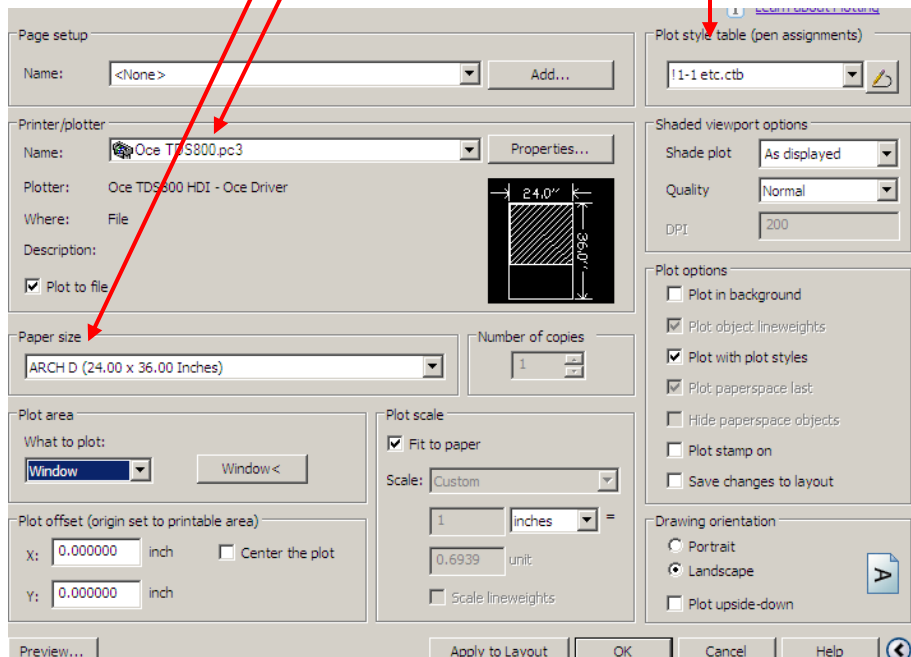 Learn about Plotting
Page setup
Name: <None> Add...
Plot style table (pen assignments)
!1-1 etc.ctb
Printer/plotter
Name: Oce TDS800.pc3 Properties...
Plotter: Oce TDS800 HDI - Oce Driver
Where: File
Description:
Plot to file
24.0''
36.0''
Shaded viewport options
Shade plot As displayed
Quality Normal
DPI 200
Paper size
ARCH D (24.00 x 36.00 Inches)
Number of copies
1
Plot options
Plot in background
Plot object lineweights
Plot with plot styles
Plot paperspace last
Hide paperspace objects
Plot stamp on
Save changes to layout
Plot area
What to plot:
Window Window<
Plot scale
Fit to paper
Scale: Custom
1 inches =
0.6939 unit
Scale lineweights
Plot offset (origin set to printable area)
X: 0.000000 inch Center the plot
Y: 0.000000 inch
Drawing orientation
Portrait
Landscape
Plot upside-down
A
Preview... Apply to Layout OK Cancel Help